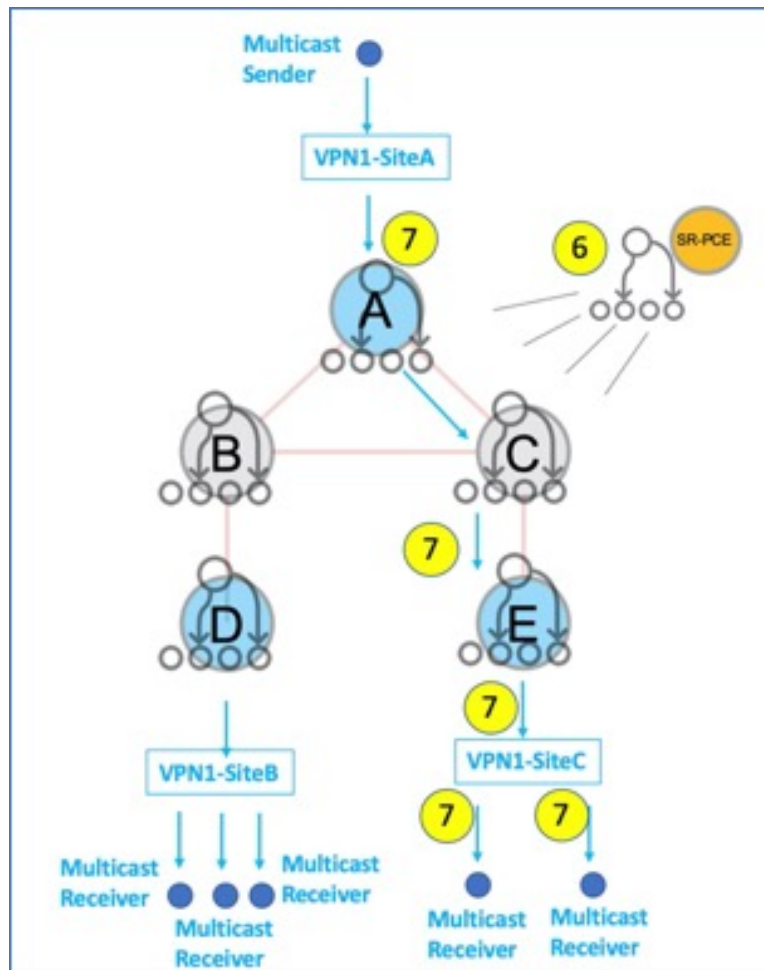 Multicast
Sender
VPN1-SiteA
7
6
SR-PCE
A
B
C
7
D
E
7
VPN1-SiteB
VPN1-SiteC
7
7
Multicast
Receiver
Multicast
Receiver
Multicast
Receiver
Multicast
Receiver
Multicast
Receiver